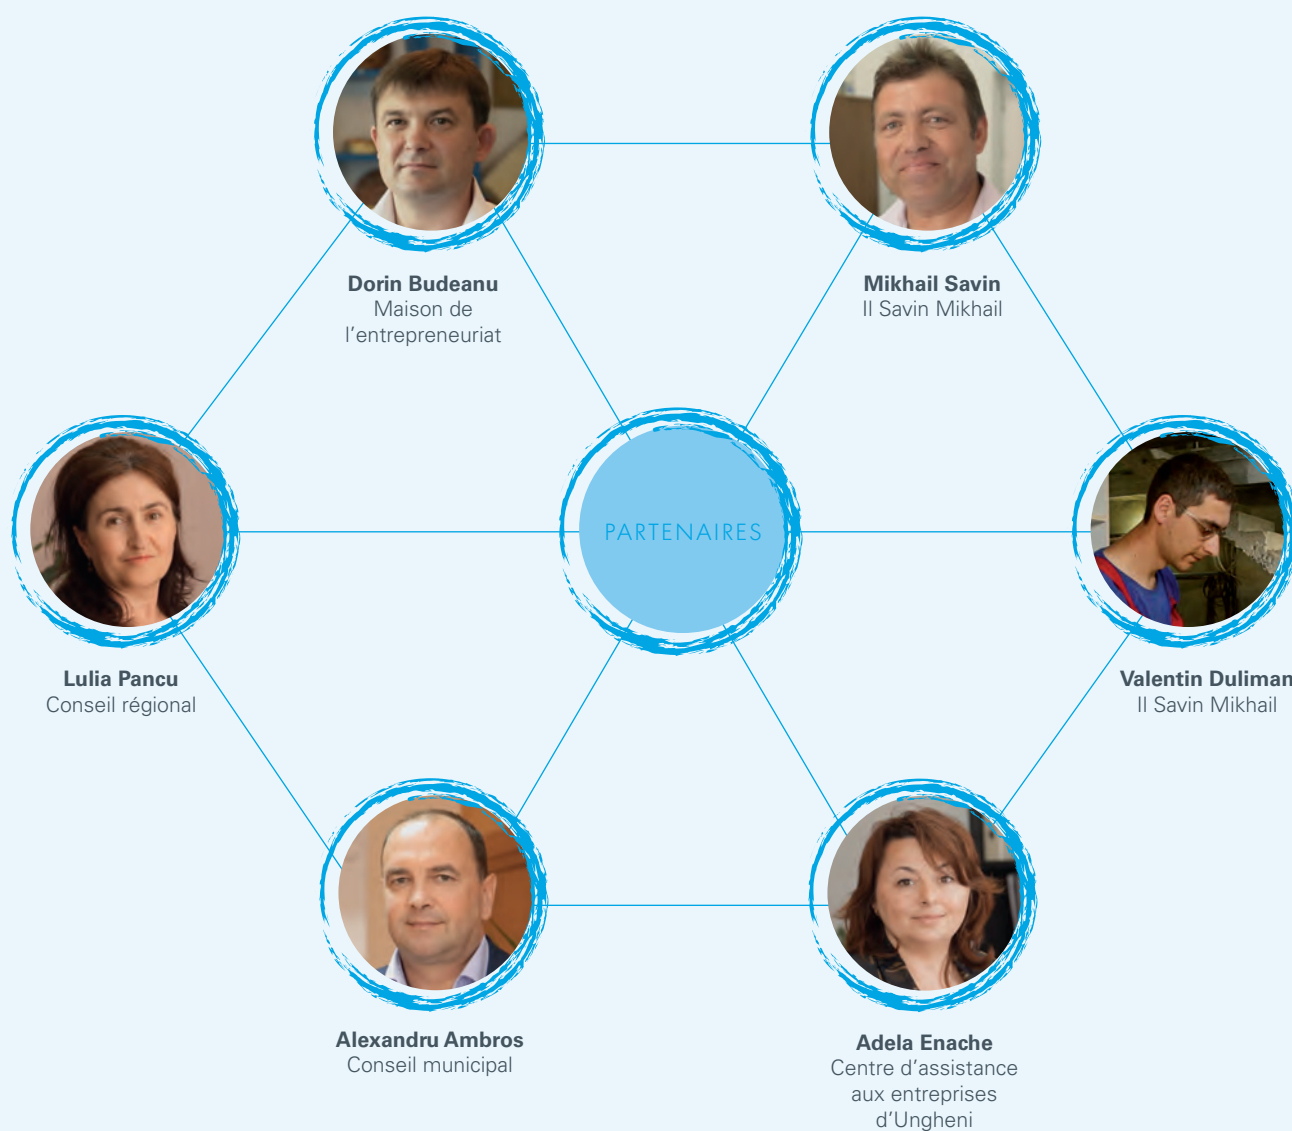 Dorin Budeanu
Maison de
l'entrepreneuriat
Mikhail Savin
II Savin Mikhail
PARTENAIRES
Lulia Pancu
Conseil régional
Valentin Duliman
II Savin Mikhail
Alexandru Ambros
Conseil municipal
Adela Enache
Centre d'assistance
aux entreprises
d'Ungheni